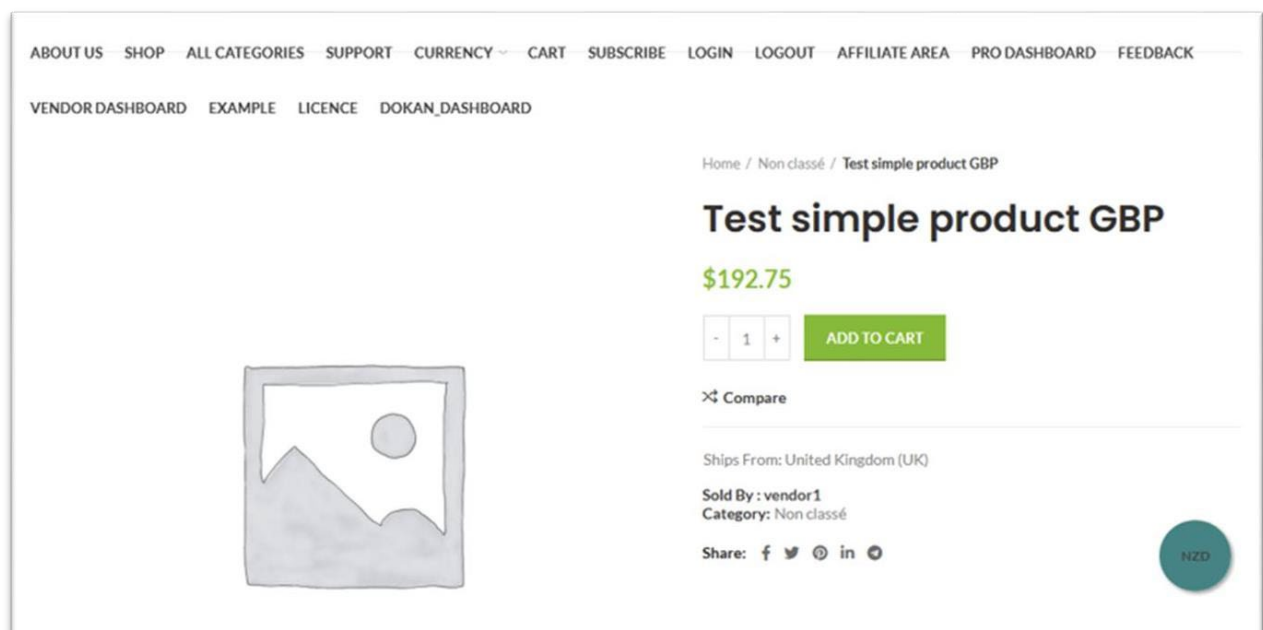 ABOUT US SHOP ALL CATEGORIES SUPPORT CURRENCY CART SUBSCRIBE LOGIN LOGOUT AFFILIATE AREA PRO DASHBOARD FEEDBACK
VENDOR DASHBOARD EXAMPLE LICENCE DOKAN_DASHBOARD
Home / Non classé / Test simple product GBP
Test simple product GBP
$192.75
- 1 + ADD TO CART
Compare
Ships From: United Kingdom (UK)
Sold By : vendor1
Category: Non classé
Share:
NZD